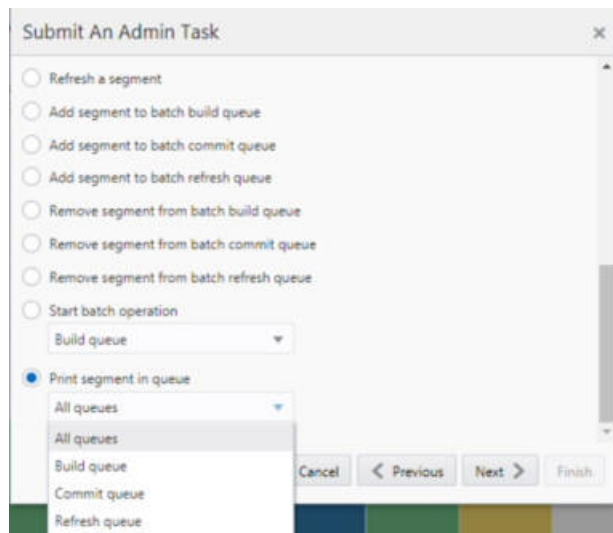 Submit An Admin Task
Refresh a segment
Add segment to batch build queue
Add segment to batch commit queue
Add segment to batch refresh queue
Remove segment from batch build queue
Remove segment from batch commit queue
Remove segment from batch refresh queue
Start batch operation
Build queue
Print segment in queue
All queues
All queues
Build queue
Cancel Previous Next Finish
Commit queue
Refresh queue